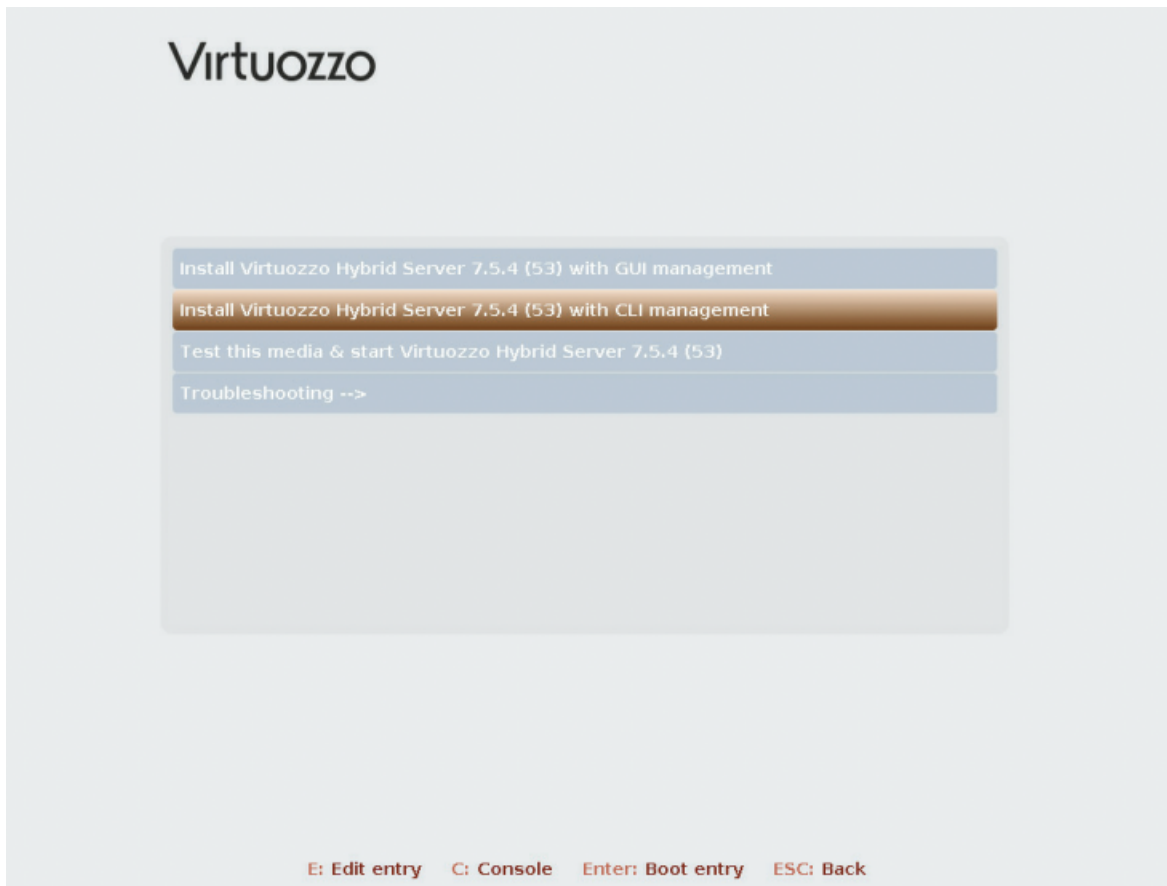 Virtuozzo
Install Virtuozzo Hybrid Server 7.5.4 (53) with GUI management
Install Virtuozzo Hybrid Server 7.5.4 (53) with CLI management
Test this media & start Virtuozzo Hybrid Server 7.5.4 (53)
Troubleshooting -->
E: Edit entry C: Console Enter: Boot entry ESC: Back